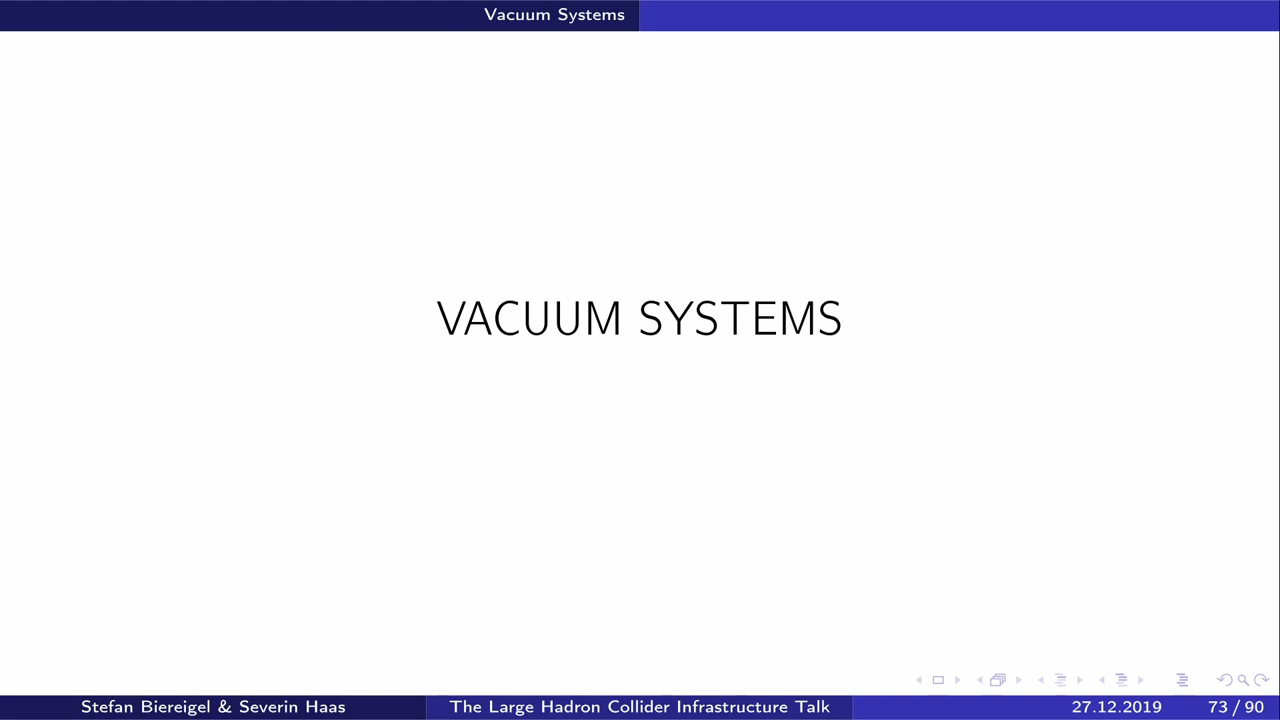 Vacuum Systems
VACUUM SYSTEMS
Stefan Biereigel & Severin Haas
The Large Hadron Collider Infrastructure Talk
27.12.2019
73 / 90